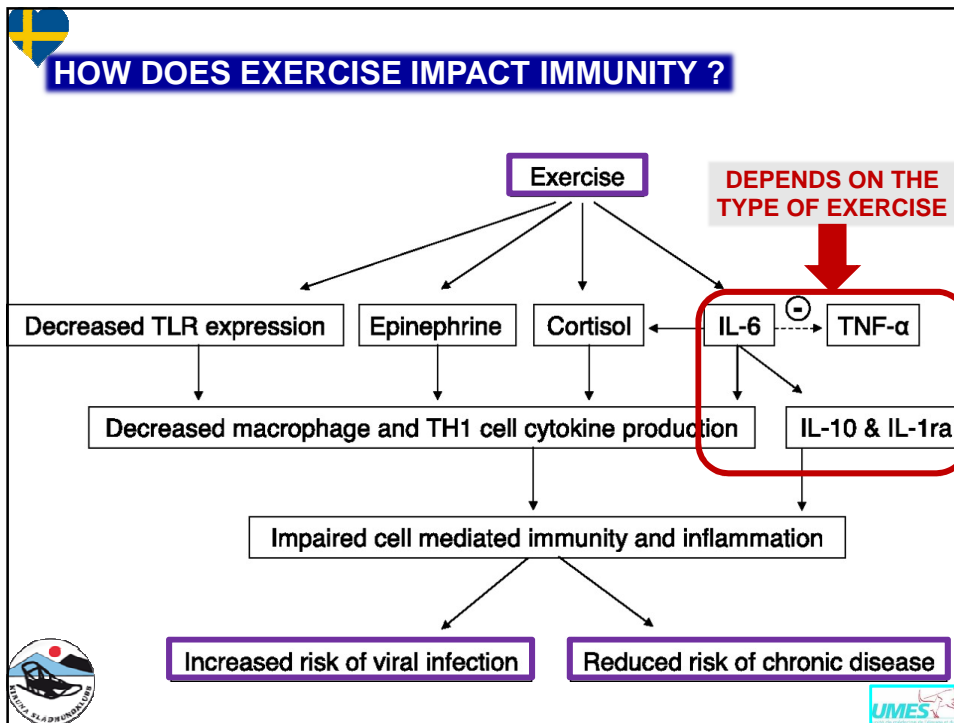 HOW DOES EXERCISE IMPACT IMMUNITY ?
Exercise
DEPENDS ON THE
TYPE OF EXERCISE
Decreased TLR expression
Epinephrine
Cortisol
IL-6
-
TNF-α
Decreased macrophage and TH1 cell cytokine production
IL-10 & IL-1ra
Impaired cell mediated immunity and inflammation
Increased risk of viral infection
Reduced risk of chronic disease
KIRUNA SLÄDHUNDKLUBB
UMES